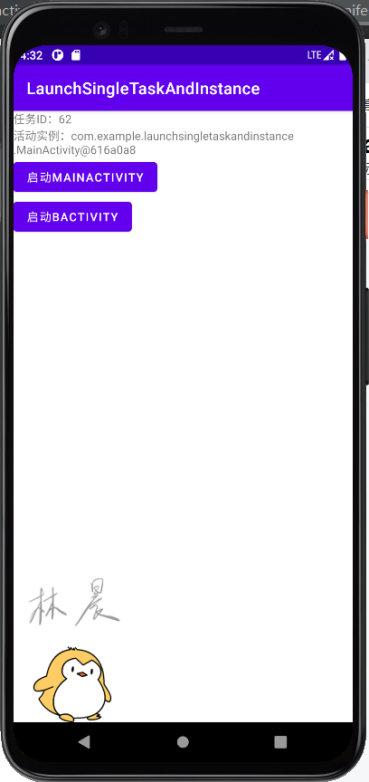 4:32
LTE
LaunchSingleTaskAndInstance
任务ID：62
活动实例：com.example.launchsingletaskandinstance
.MainActivity@616a0a8
启动MAINACTIVITY
启动BACTIVITY
林晨